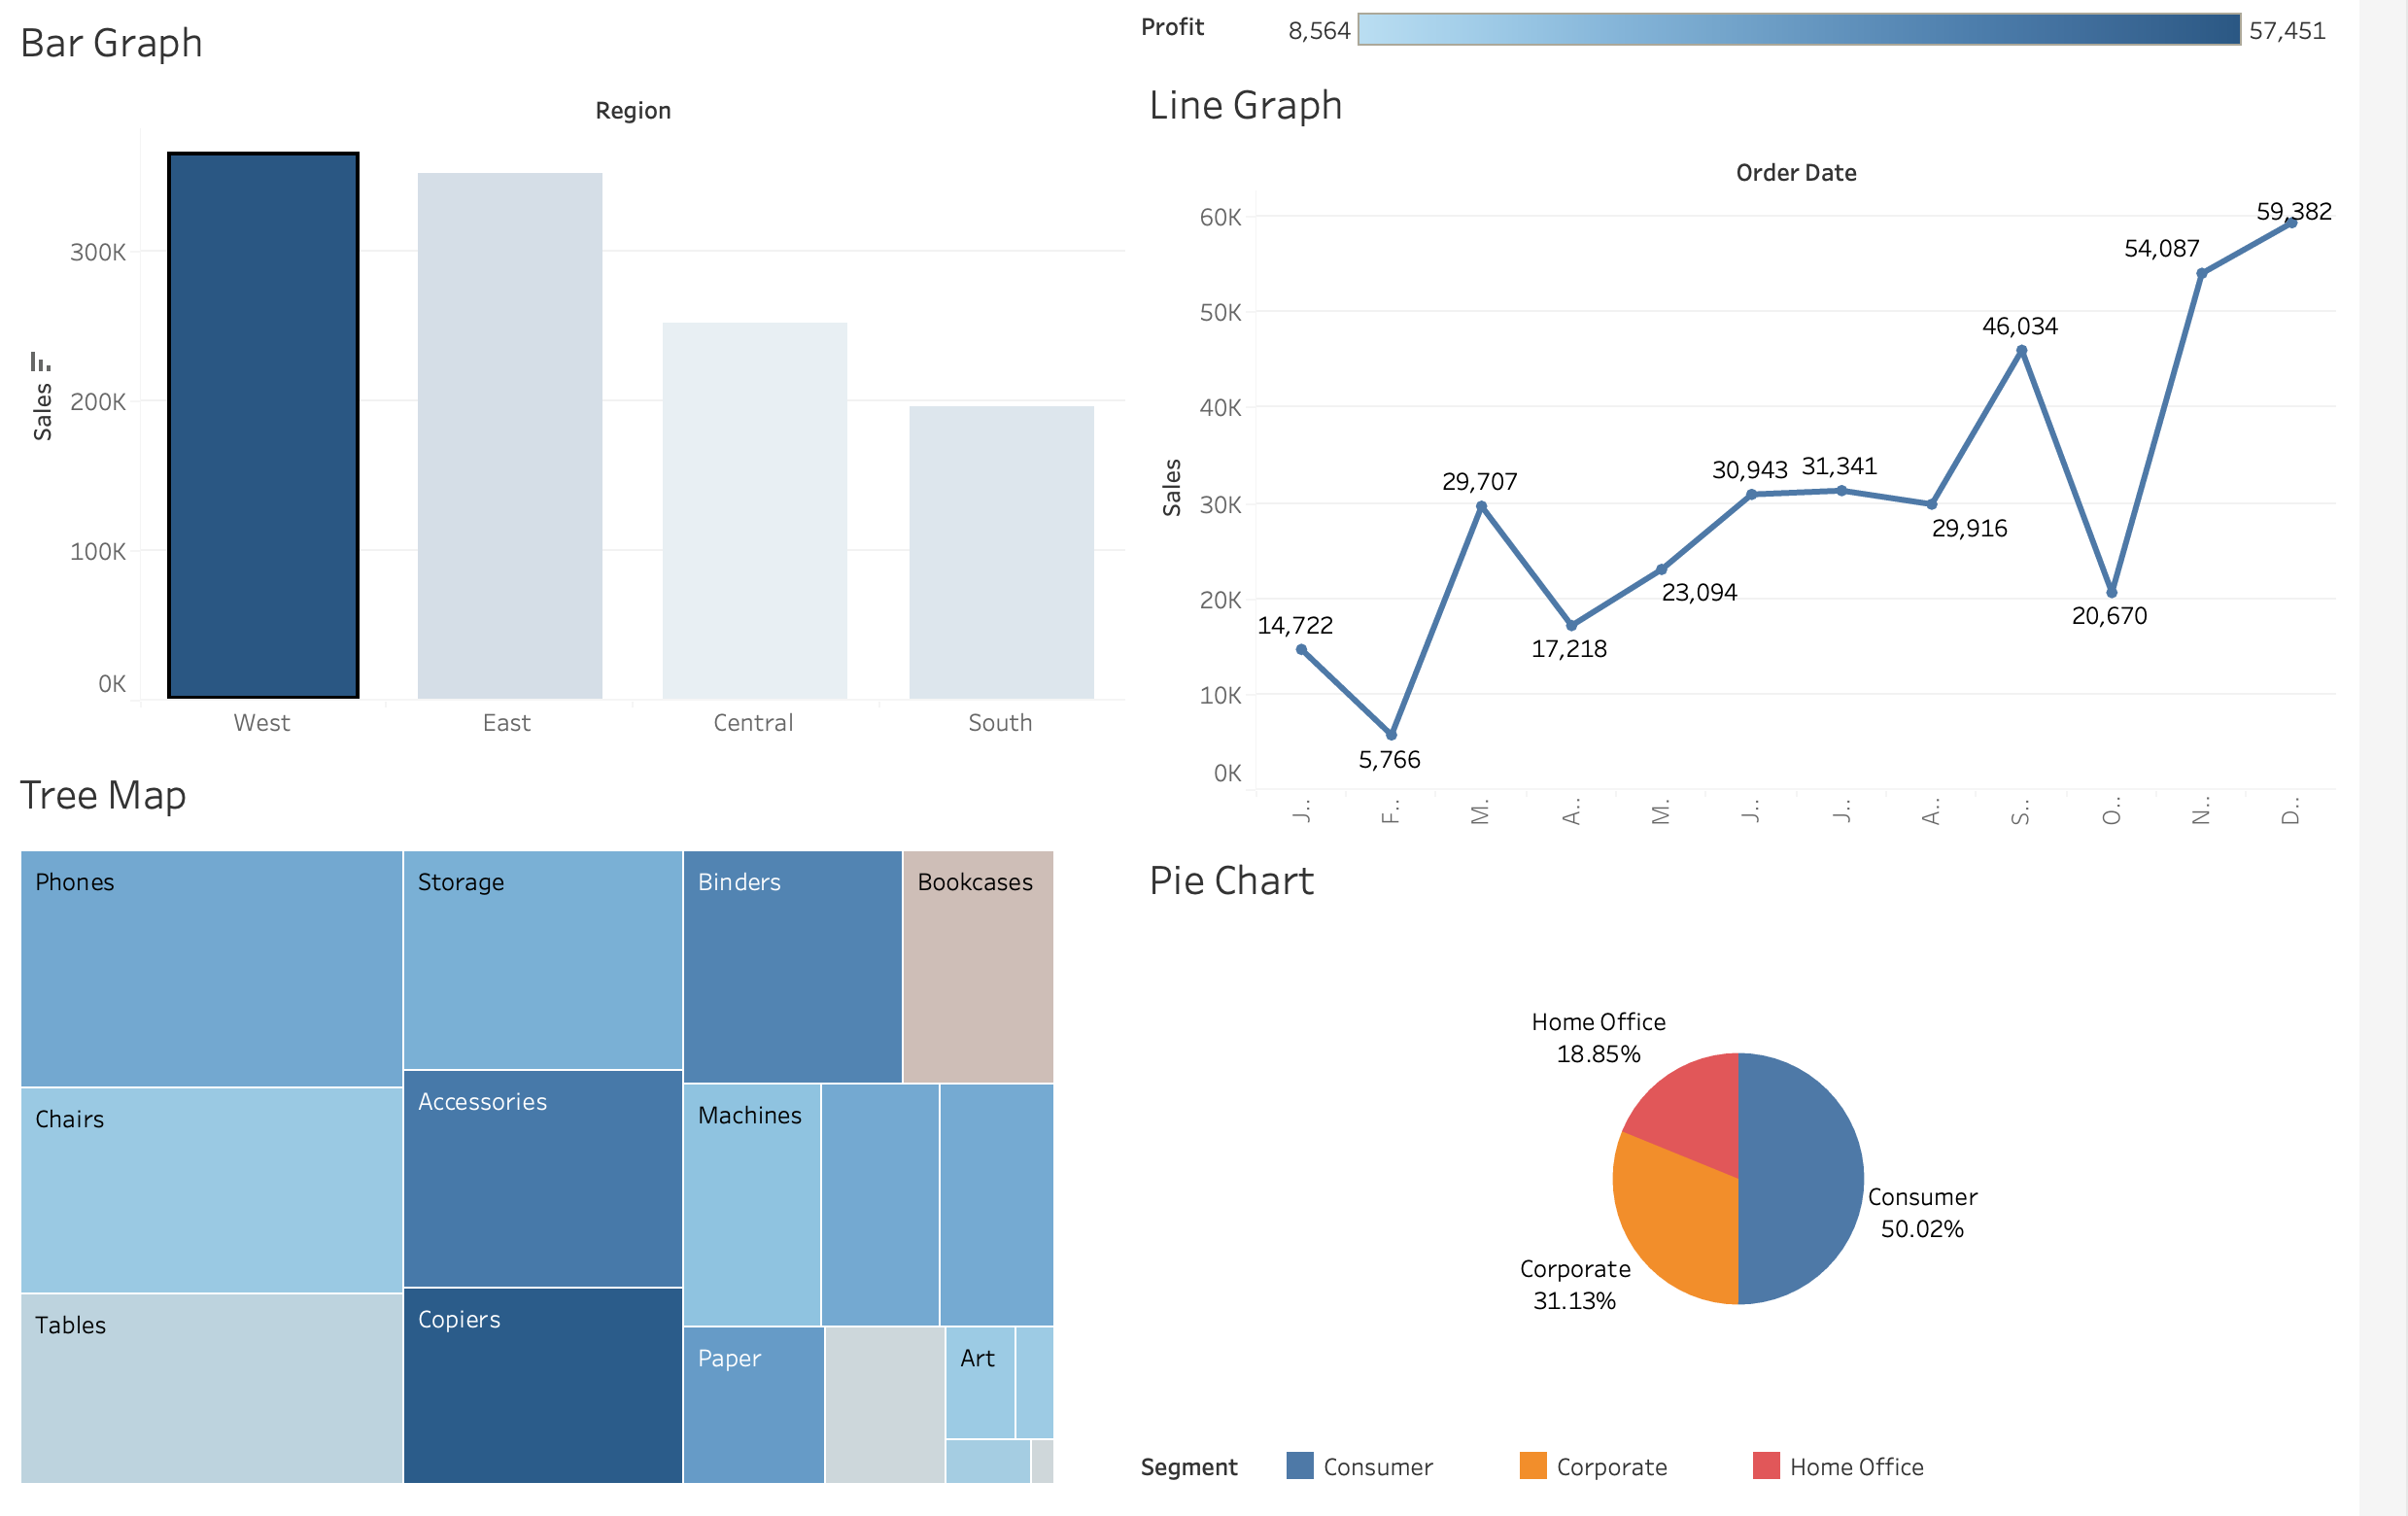 Bar Graph
Region
Sales
300K
200K
100K
0K
West East Central South
Profit 8,564 57,451
Line Graph
Order Date
Sales
60K
50K
40K
30K
20K
10K
0K
14,722
5,766
29,707
17,218
23,094
30,943
31,341
29,916
46,034
20,670
54,087
59,382
J.. F.. M. A.. M. J.. J.. A.. S.. O.. N.. D..
Tree Map
Phones
Chairs
Tables
Storage
Accessories
Copiers
Binders
Bookcases
Machines
Paper
Art
Pie Chart
Home Office
18.85%
Consumer
50.02%
Corporate
31.13%
Segment Consumer Corporate Home Office